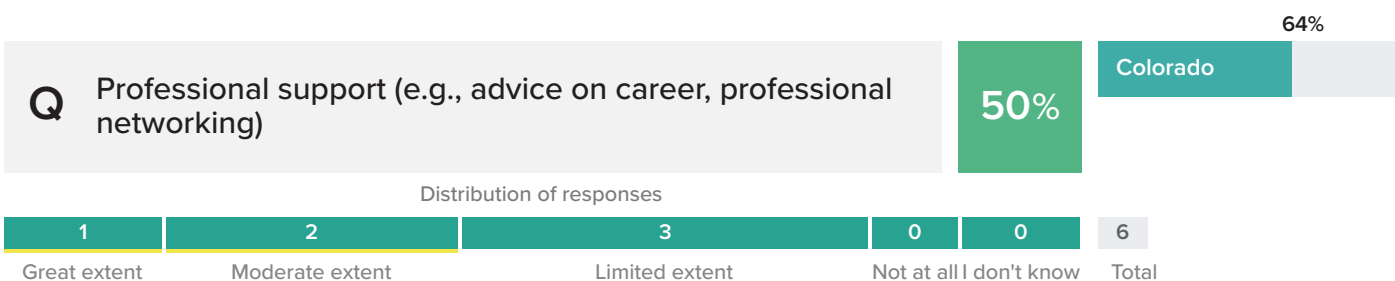 64%
Q
Professional support (e.g., advice on career, professional
networking)
50%
Colorado
Distribution of responses
1 2 3 0 0 6
Great extent Moderate extent Limited extent Not at all I don't know Total